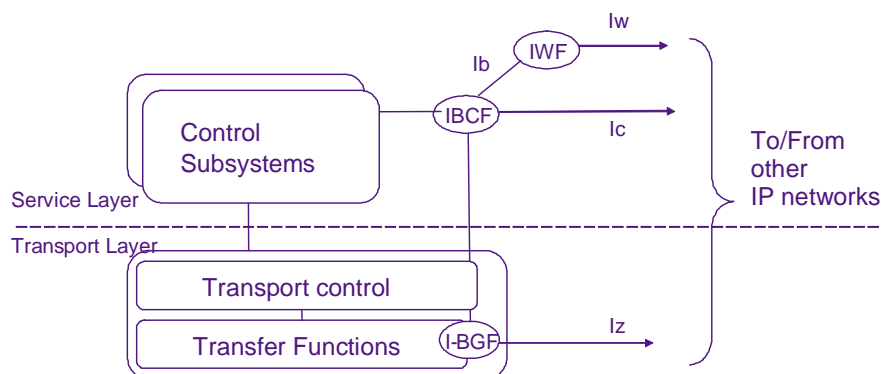 Iw
IWF
Ib
IBCF
Ic
Control
Subsystems
To/From
other
IP networks
Service Layer
Transport Layer
Transport control
Iz
I-BGF
Transfer Functions